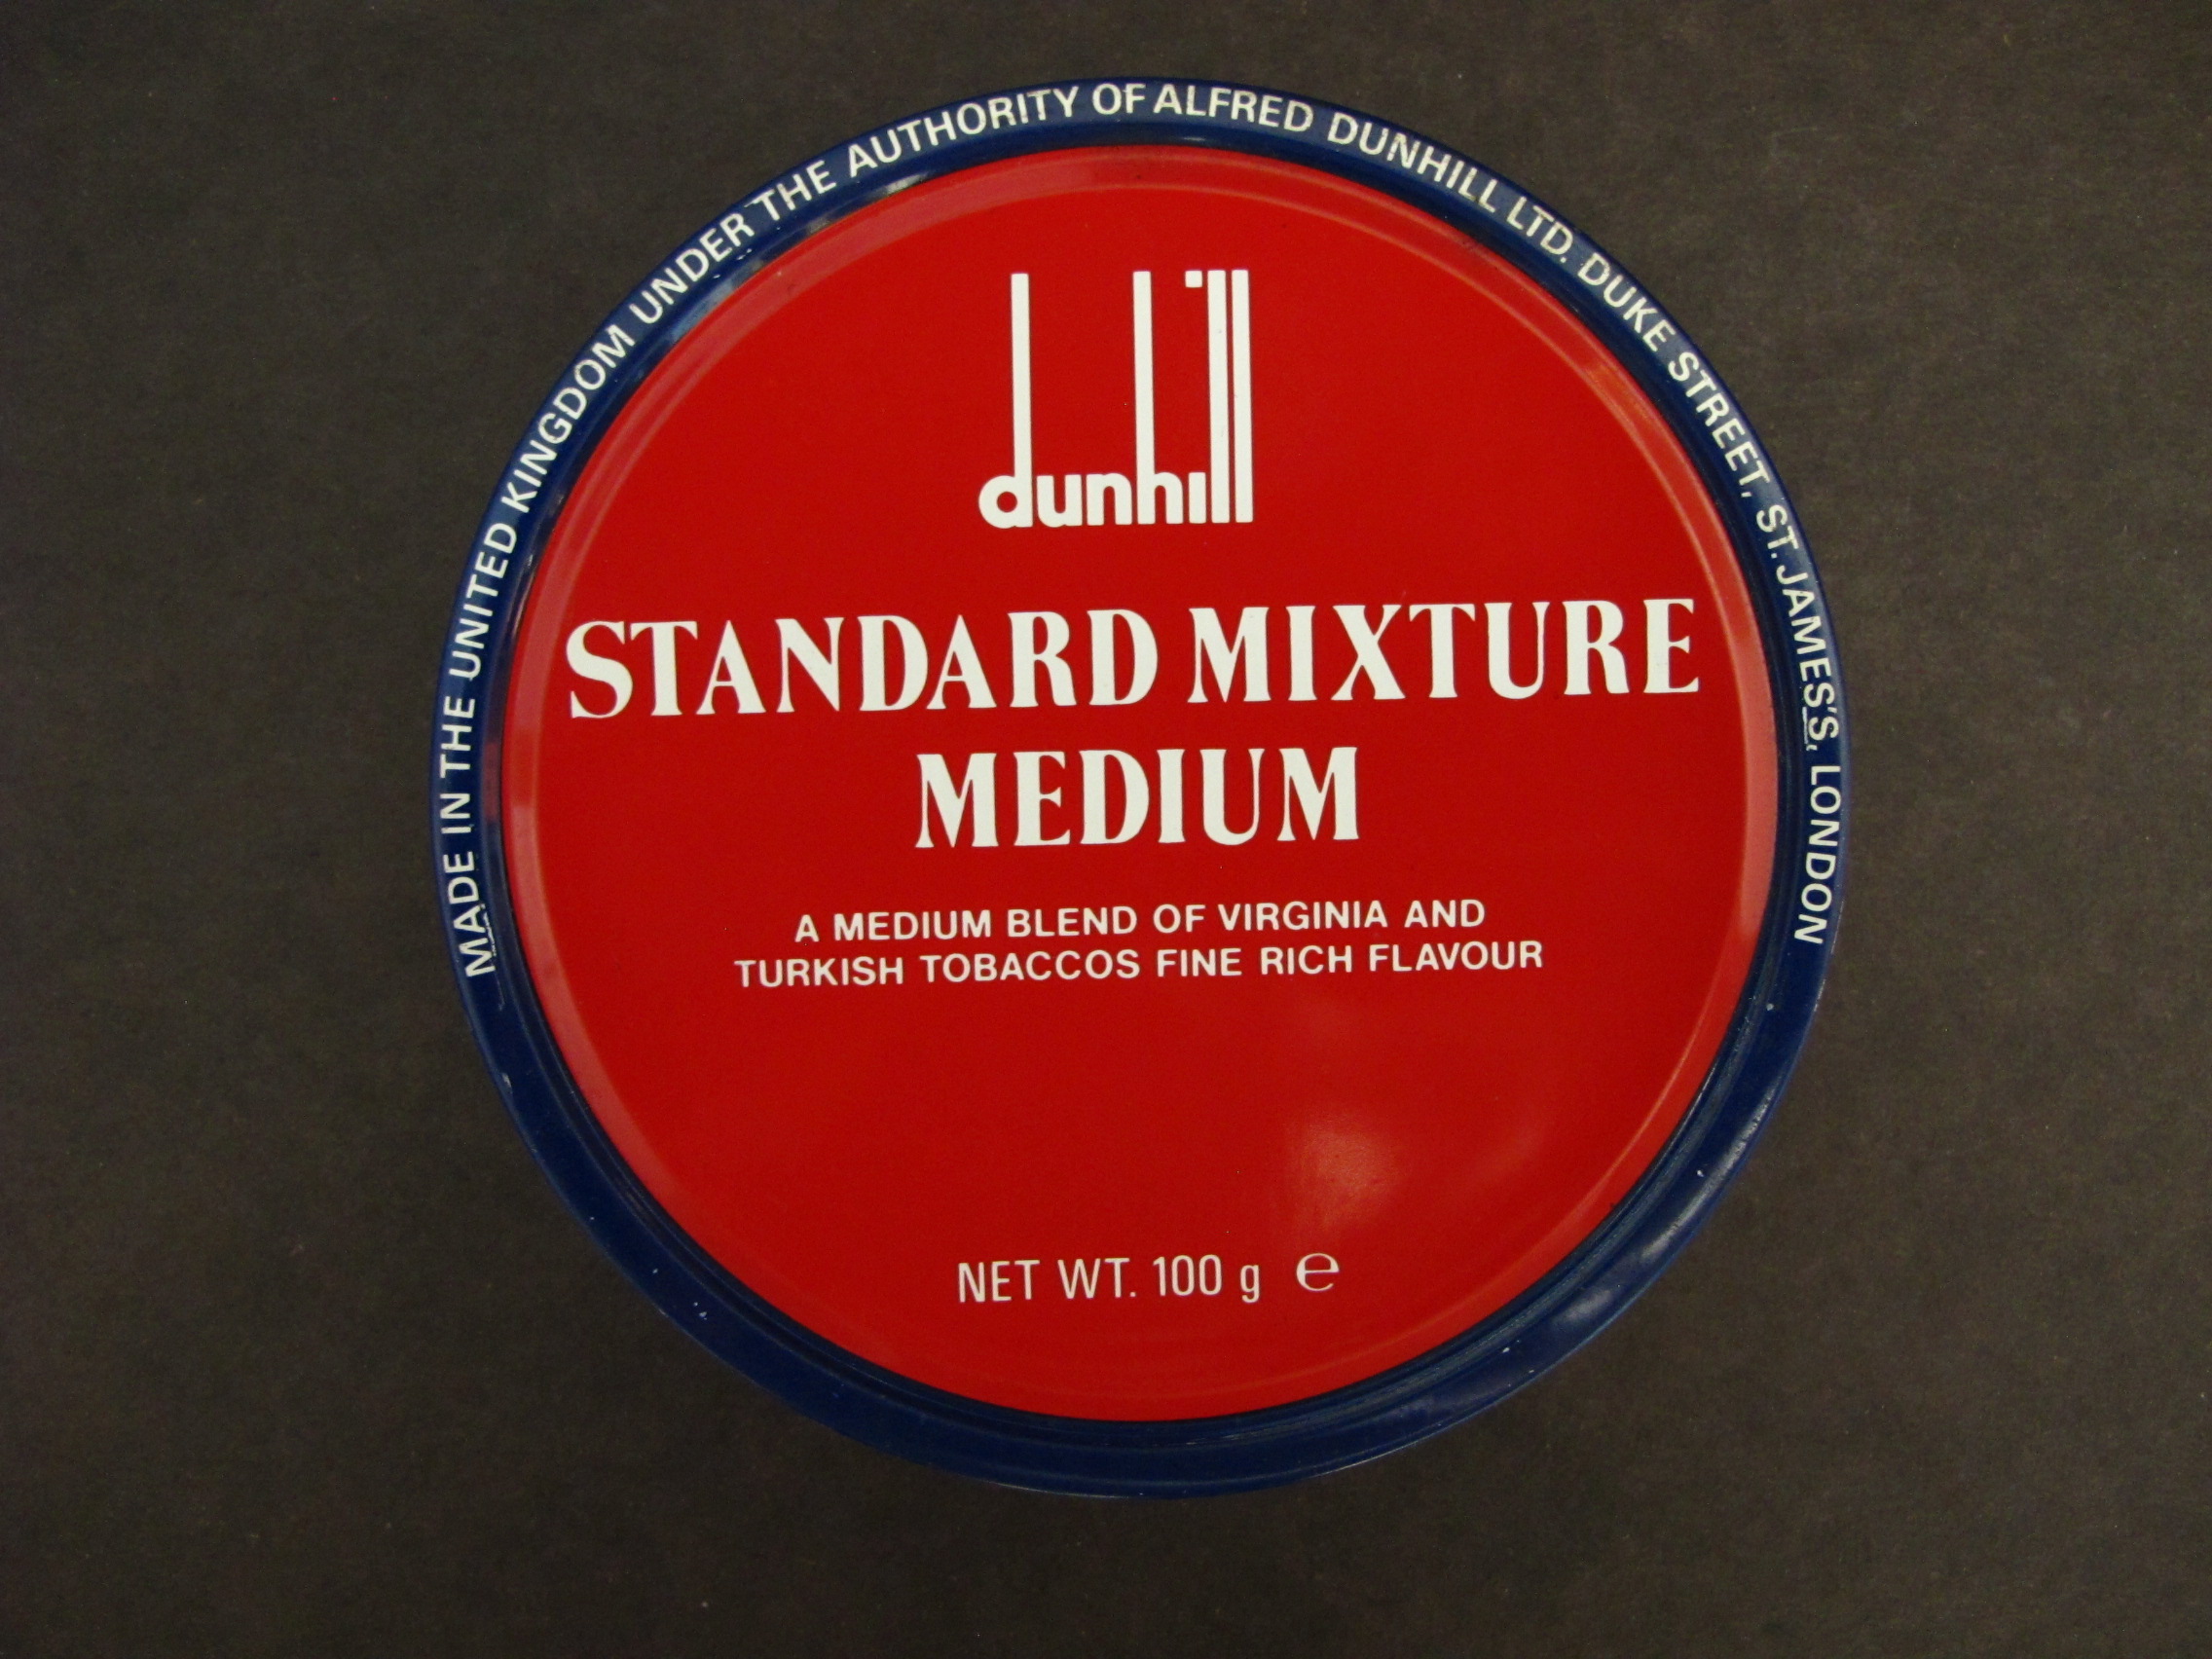 MADE IN THE UNITED KINGDOM UNDER THE AUTHORITY OF ALFRED DUNHILL LTD. DUKE STREET, ST. JAMES'S, LONDON
dunhill
STANDARD MIXTURE
MEDIUM
A MEDIUM BLEND OF VIRGINIA AND
TURKISH TOBACCOS FINE RICH FLAVOUR
NET WT. 100 g ℮